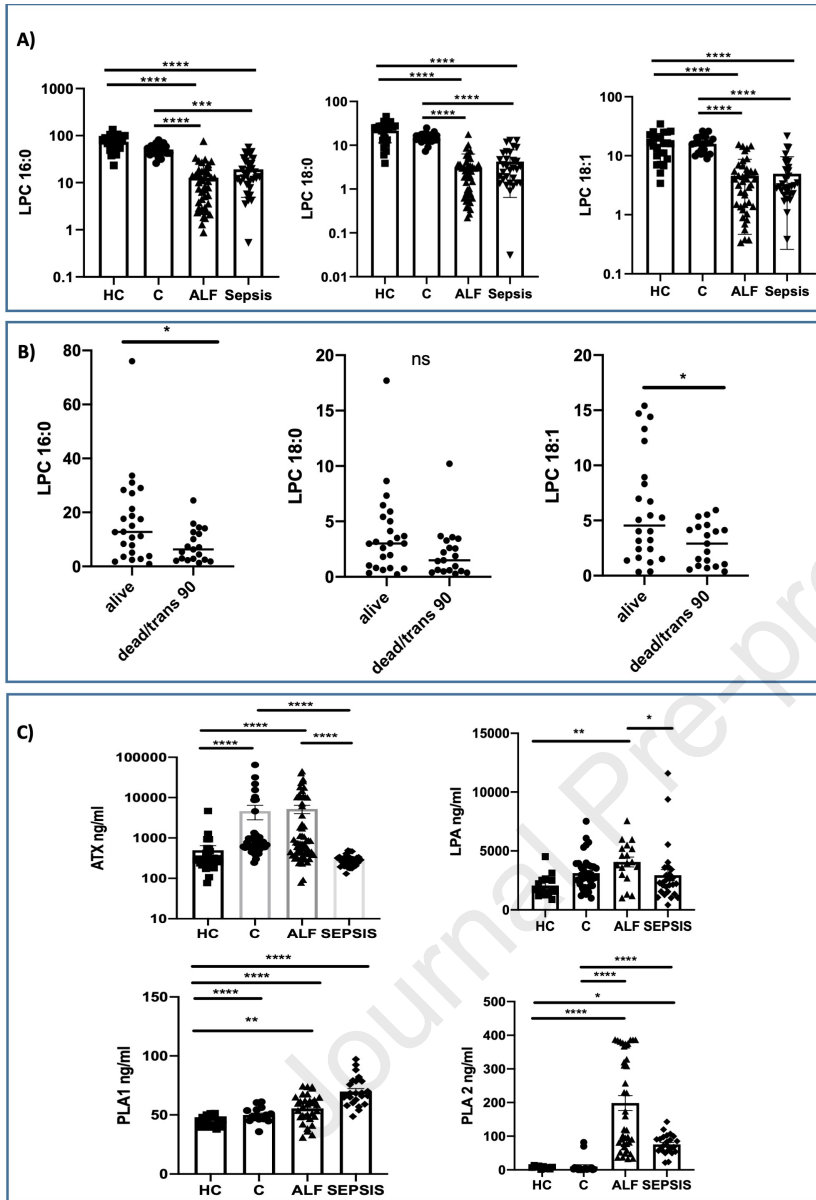 A)
****
****
***
****
1000
100
10
1
0.1
LPC 16:0
HC C ALF Sepsis
****
****
****
****
100
10
1
0.1
0.01
LPC 18:0
HC C ALF Sepsis
****
****
****
****
100
10
1
0.1
LPC 18:1
HC C ALF Sepsis
B)
*
80
60
40
20
0
LPC 16:0
alive
dead/trans 90
ns
20
15
10
5
0
LPC 18:0
alive
dead/trans 90
*
20
15
10
5
0
LPC 18:1
alive
dead/trans 90
C)
****
****
****
****
100000
10000
1000
100
10
ATX ng/ml
HC C ALF SEPSIS
*
**
15000
10000
5000
0
LPA ng/ml
HC C ALF SEPSIS
****
****
****
**
150
100
50
0
PLA1 ng/ml
HC C ALF SEPSIS
****
****
*
****
500
400
300
200
100
0
PLA 2 ng/ml
HC C ALF SEPSIS
Journal Pre-pro